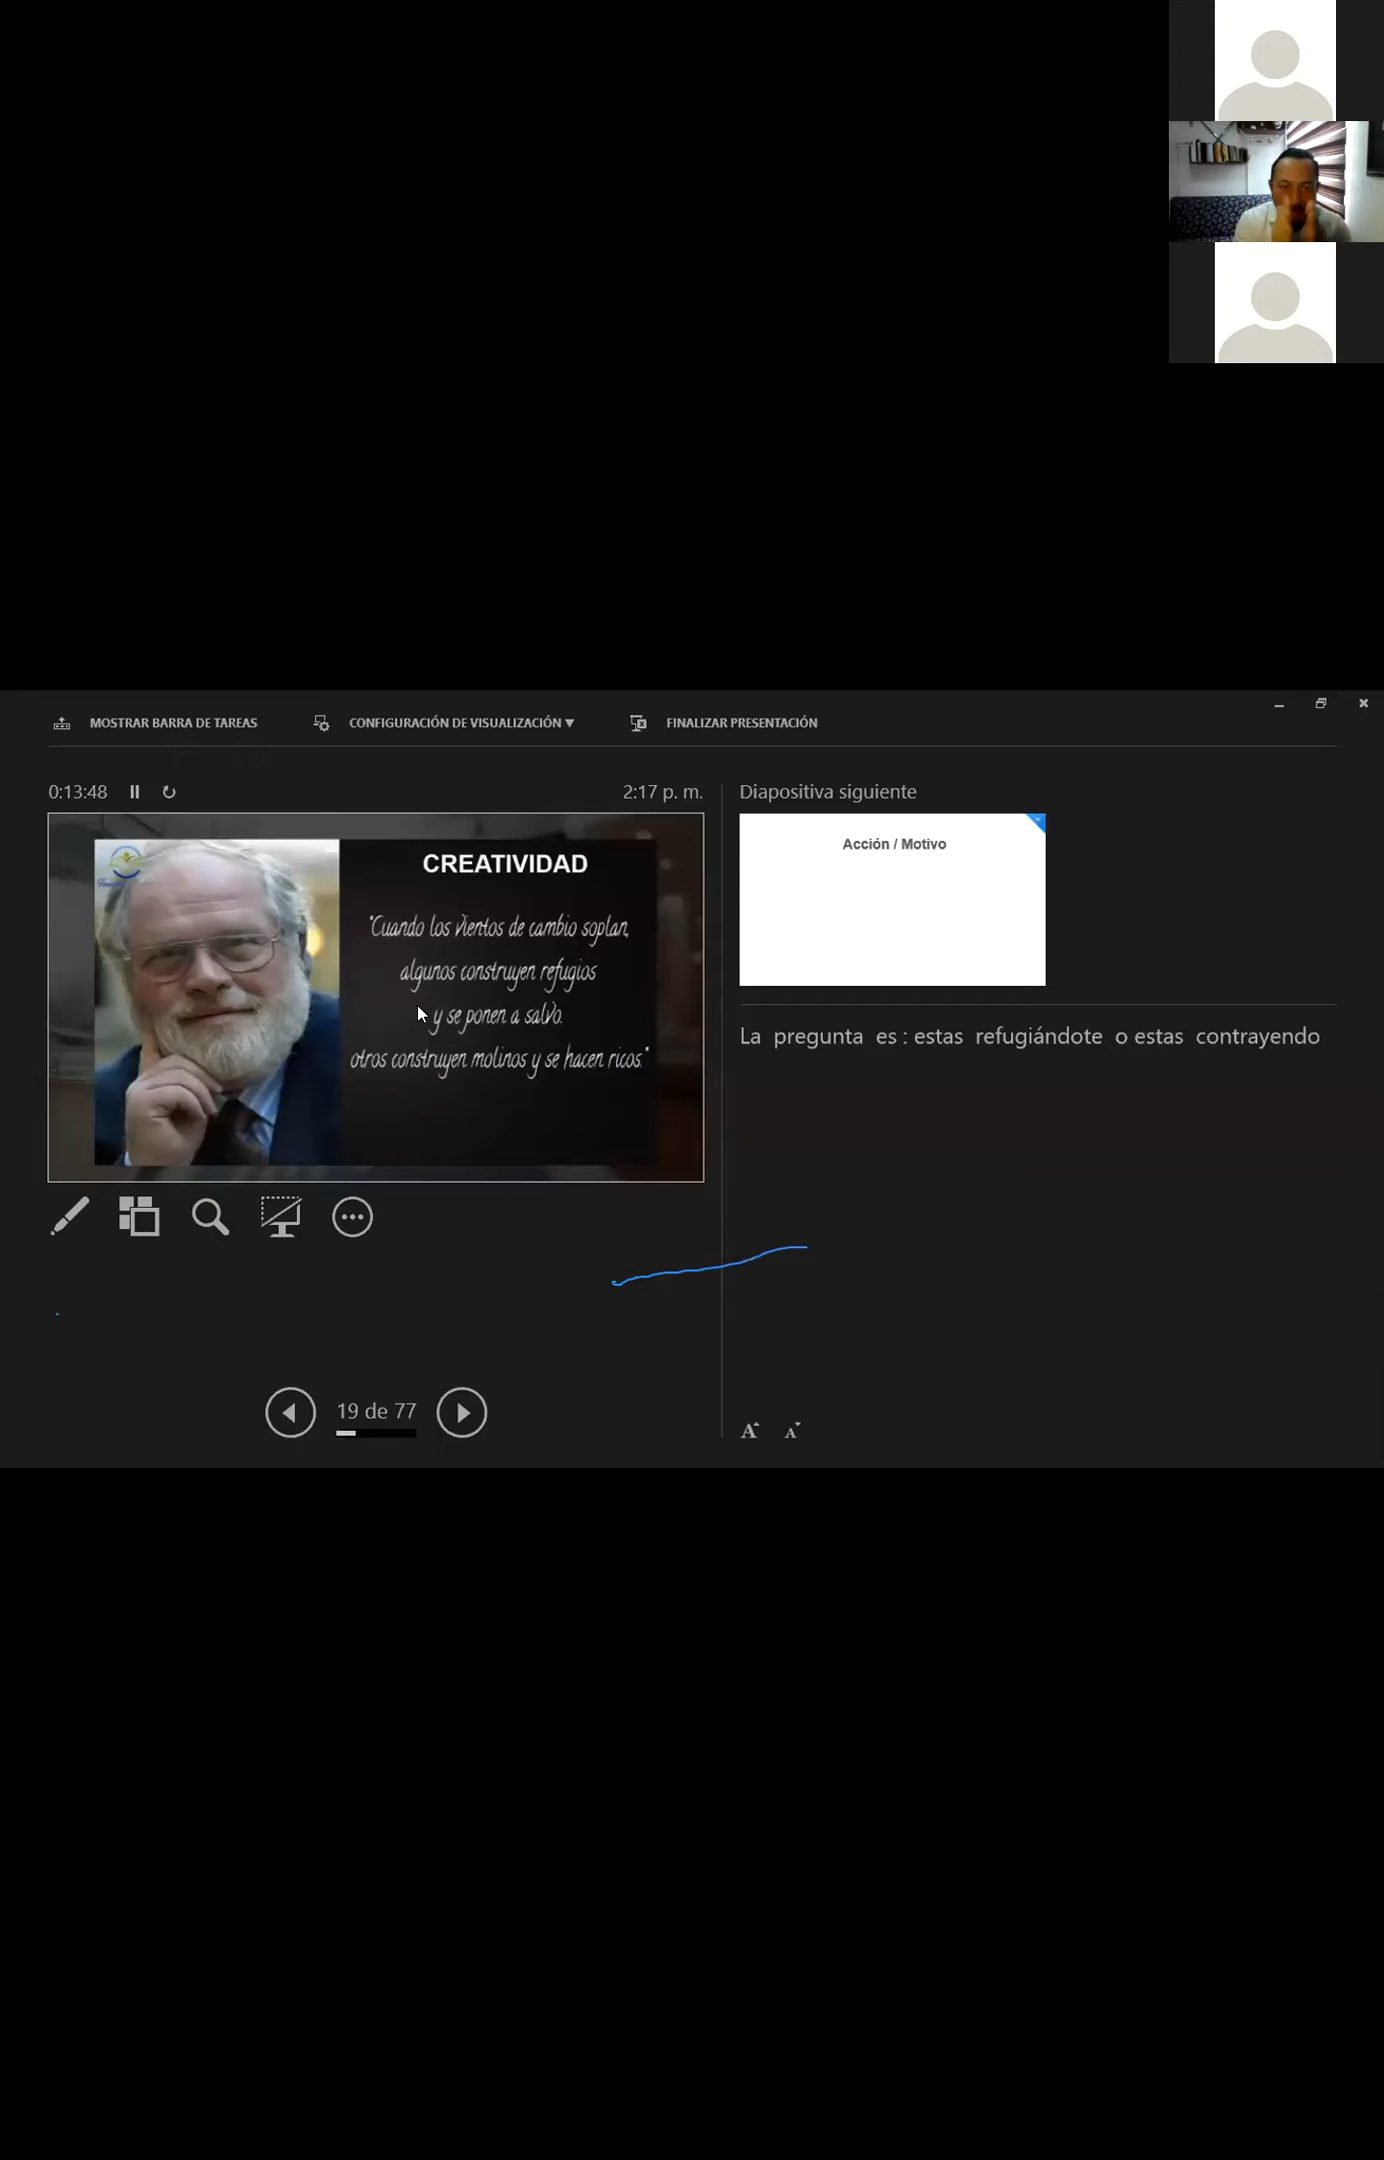 MOSTRAR BARRA DE TAREAS
CONFIGURACIÓN DE VISUALIZACIÓN ▼
FINALIZAR PRESENTACIÓN
0:13:48
2:17 p. m.
CREATIVIDAD
"Cuando los vientos de cambio soplan,
algunos construyen refugios
y se ponen a salvo.
otros construyen molinos y se hacen ricos."
19 de 77
Diapositiva siguiente
Acción / Motivo
La pregunta es : estas refugiándote o estas contrayendo
A A